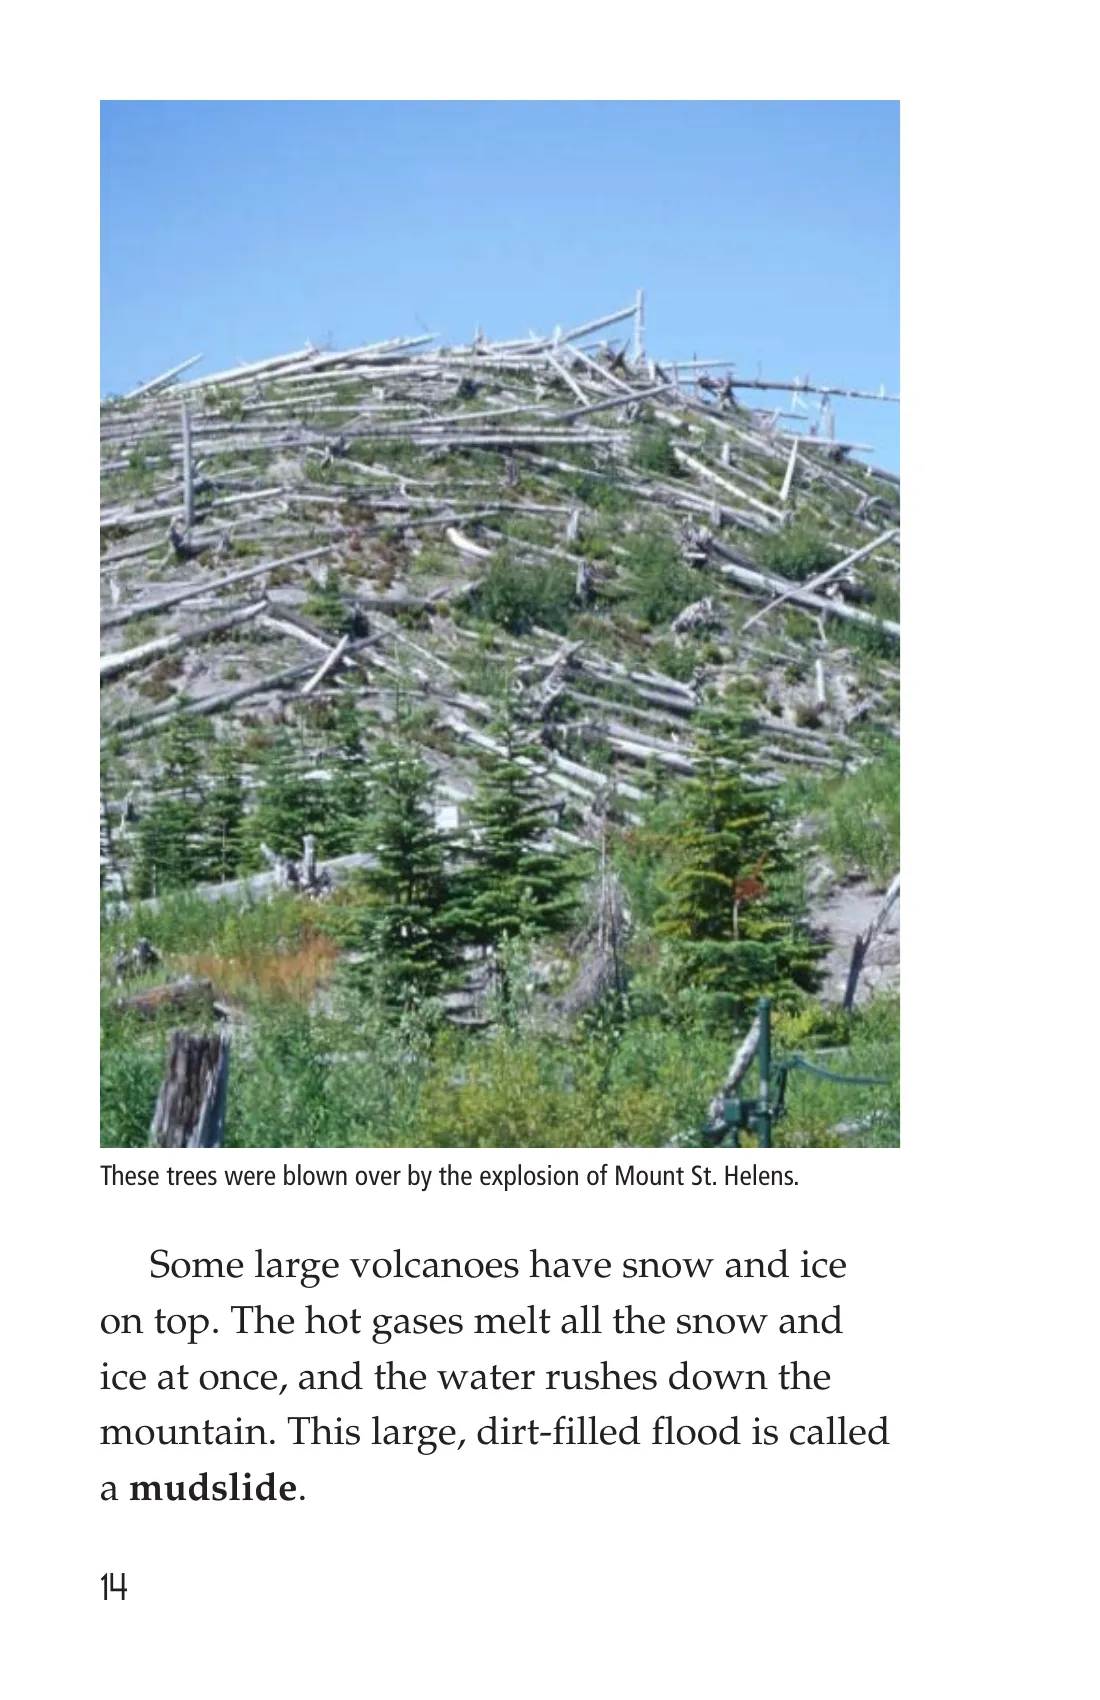 These trees were blown over by the explosion of Mount St. Helens.
Some large volcanoes have snow and ice
on top. The hot gases melt all the snow and
ice at once, and the water rushes down the
mountain. This large, dirt-filled flood is called
a mudslide.
14